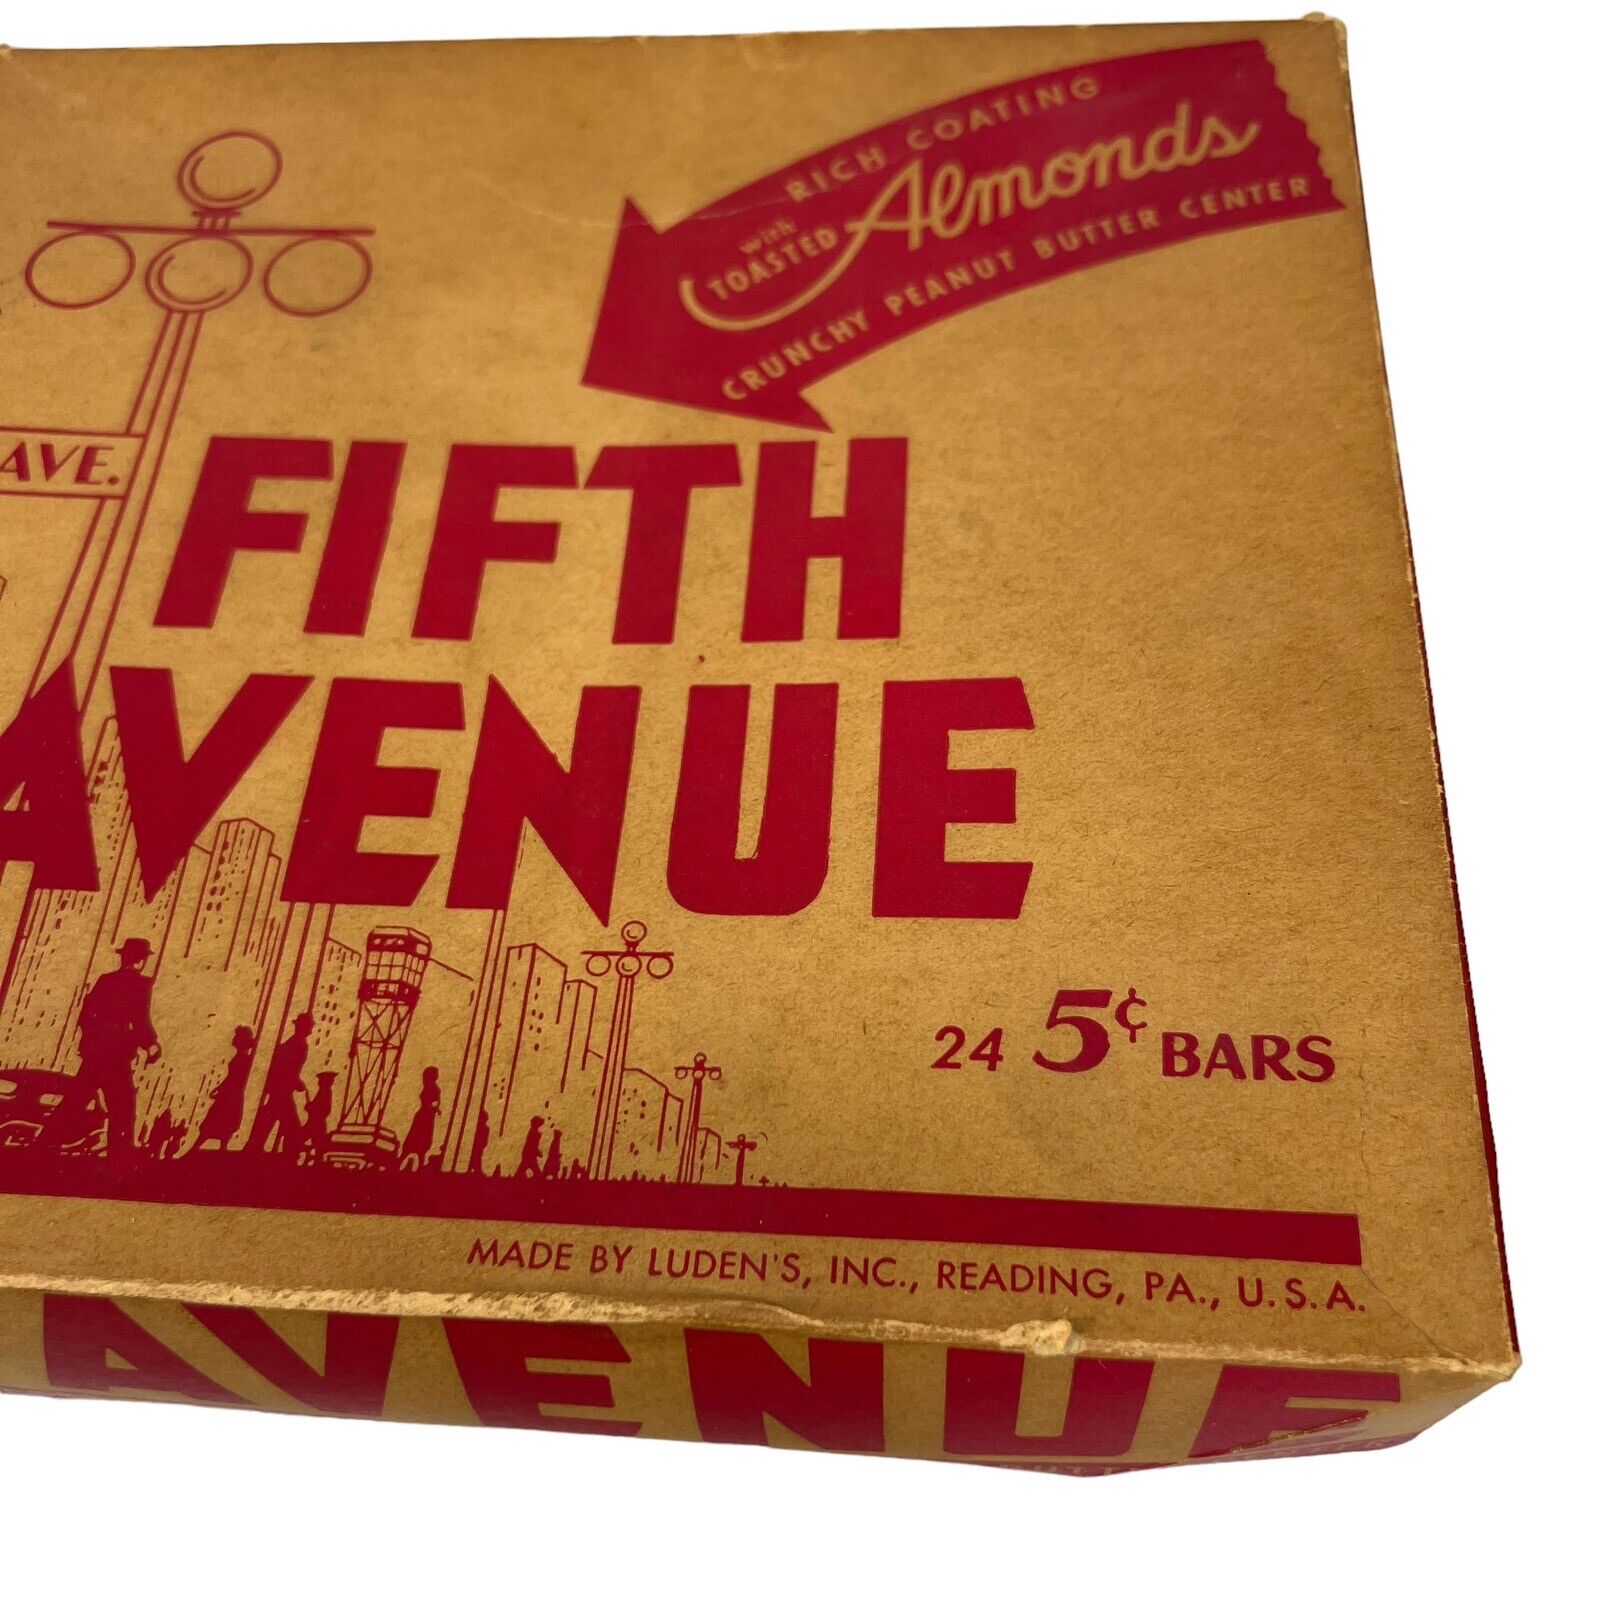 RICH COATING
with
TOASTED Almonds
CRUNCHY PEANUT BUTTER CENTER
AVE.
FIFTH
AVENUE
24 5¢ BARS
MADE BY LUDEN'S, INC., READING, PA., U.S.A.
AVENUE